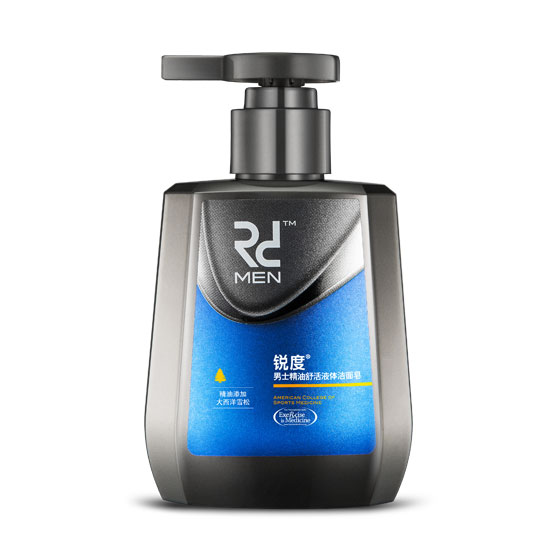 Rd™
MEN
锐度®
男士精油舒活液体洁面皂
精油添加
大西洋雪松
AMERICAN COLLEGE OF
SPORTS MEDICINE
ExeRcise
is Medicine